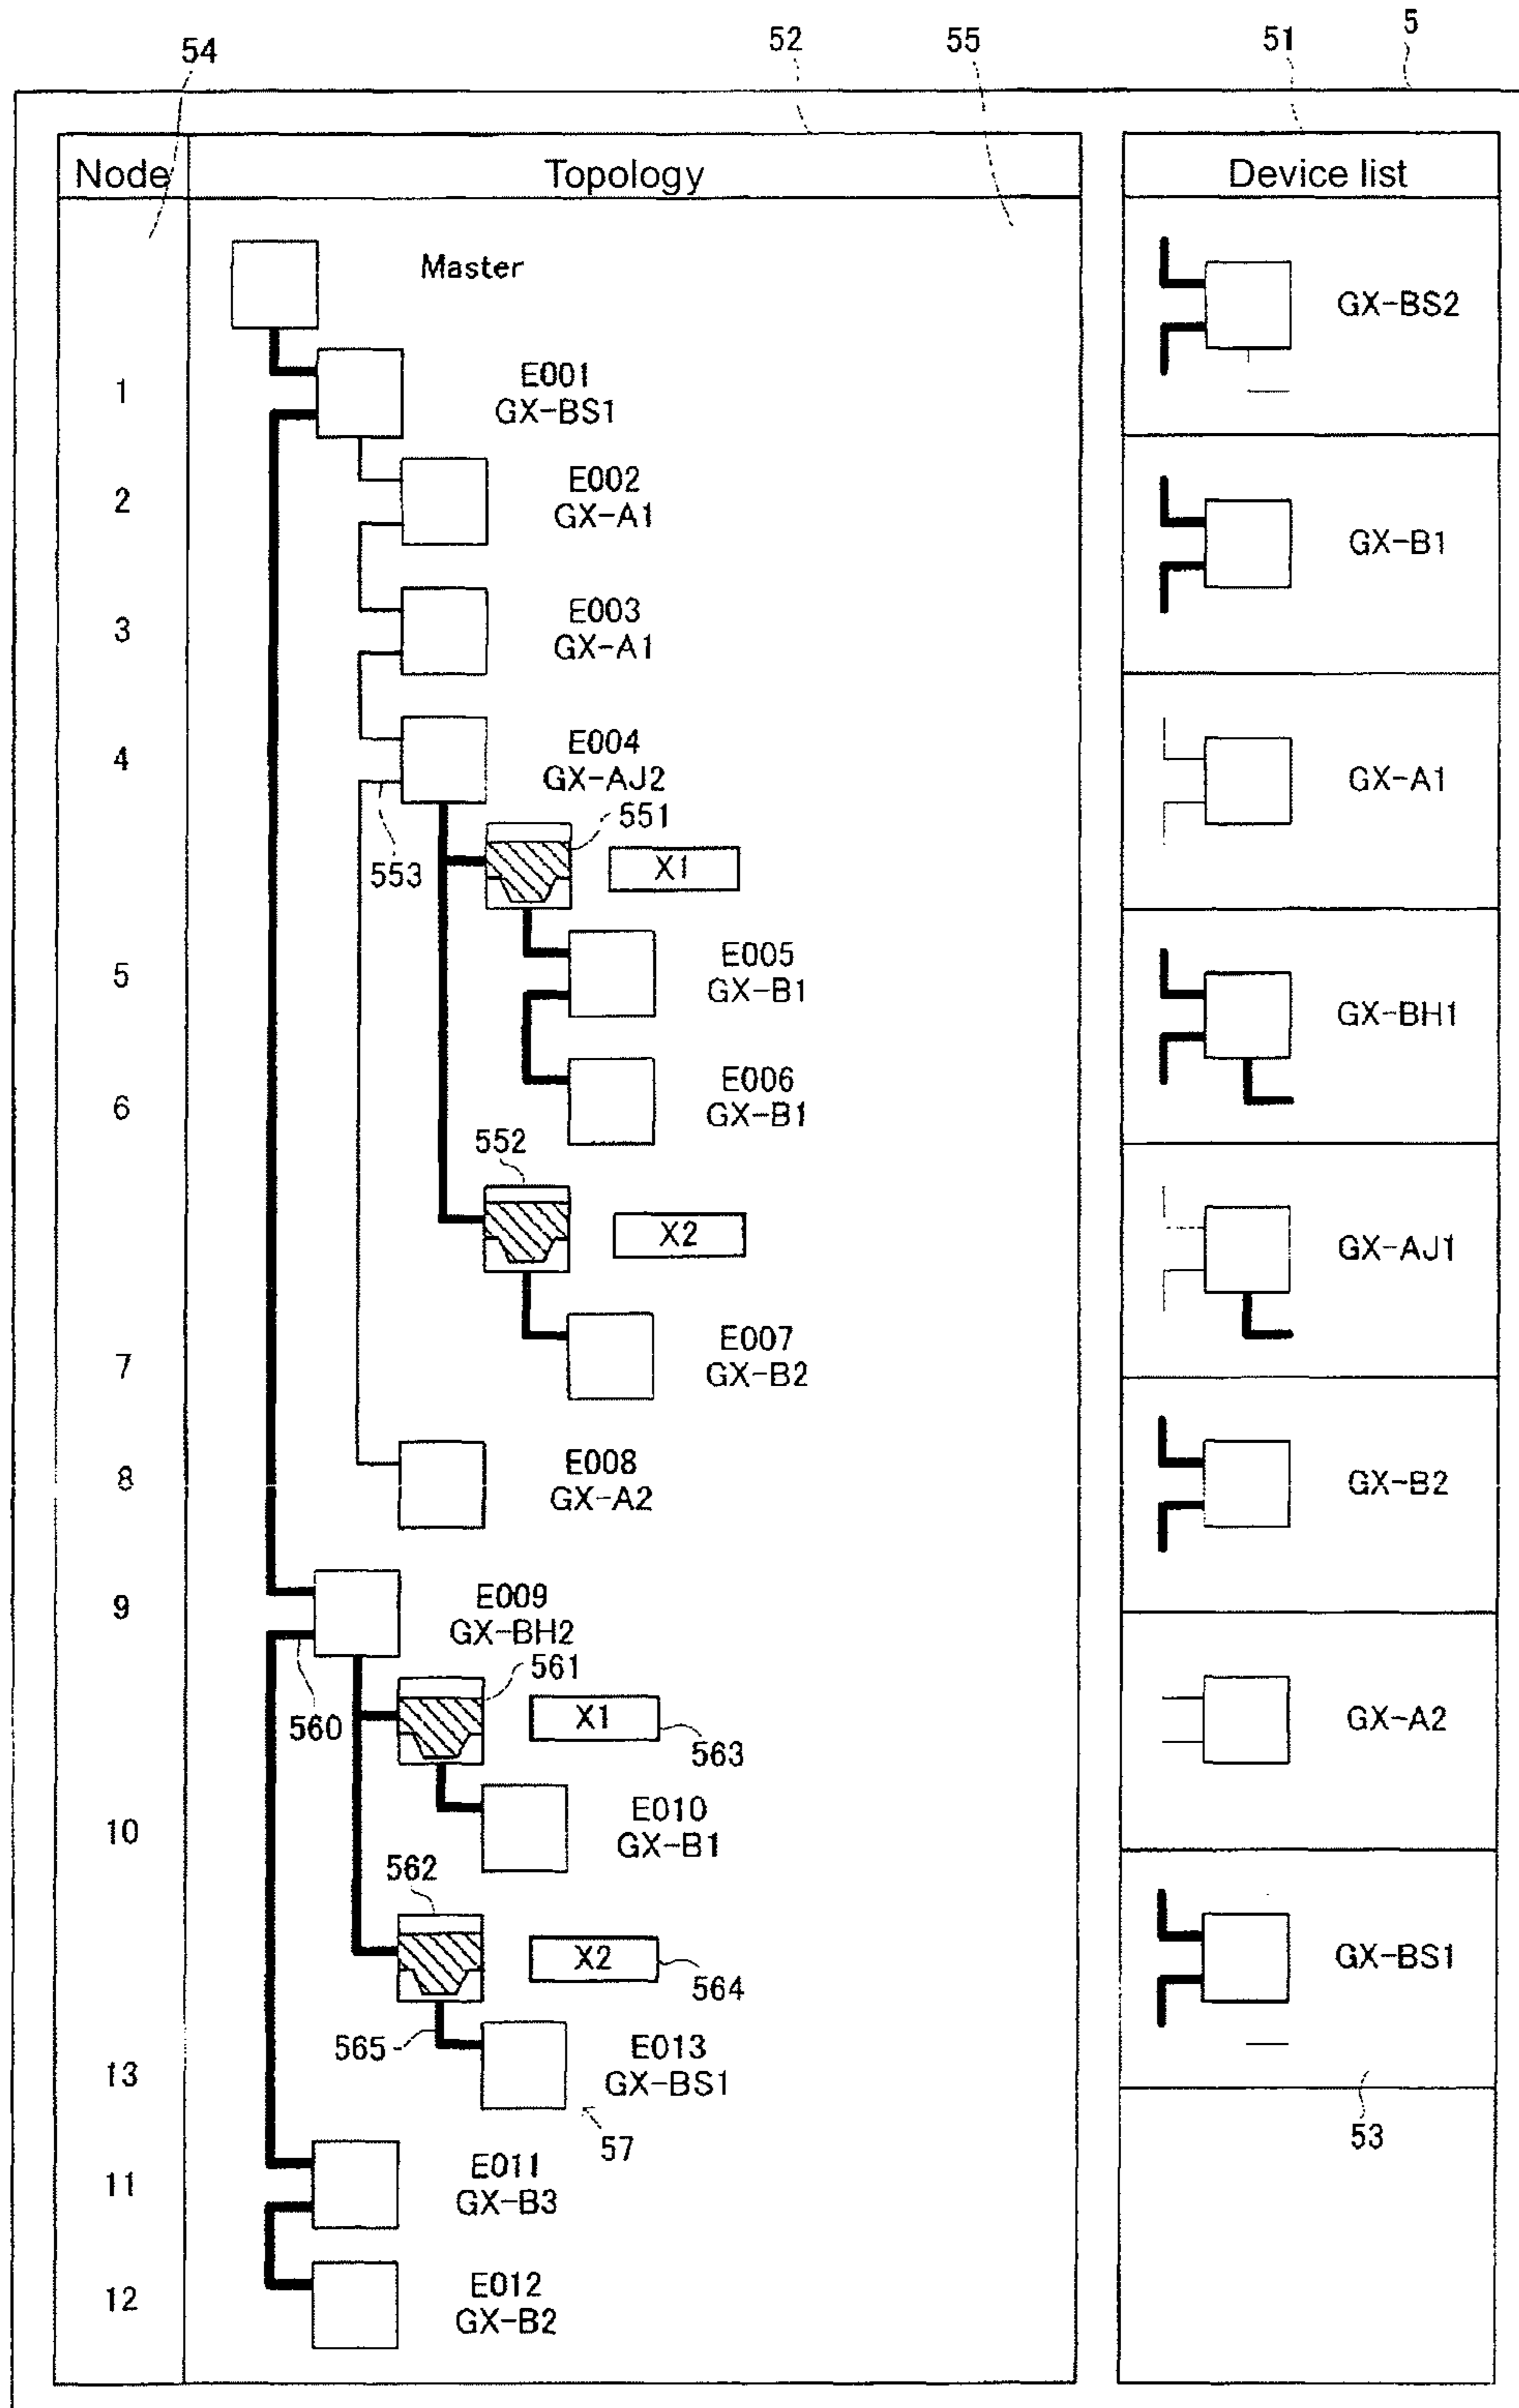 54
52
55
51
5
Node
Topology
Device list
Master
1
E001
GX-BS1
2
E002
GX-A1
3
E003
GX-A1
4
E004
GX-AJ2
553
551
X1
5
E005
GX-B1
6
E006
GX-B1
552
X2
7
E007
GX-B2
8
E008
GX-A2
9
E009
GX-BH2
560
561
X1
563
10
E010
GX-B1
562
X2
564
565
13
E013
GX-BS1
57
11
E011
GX-B3
12
E012
GX-B2
GX-BS2
GX-B1
GX-A1
GX-BH1
GX-AJ1
GX-B2
GX-A2
GX-BS1
53